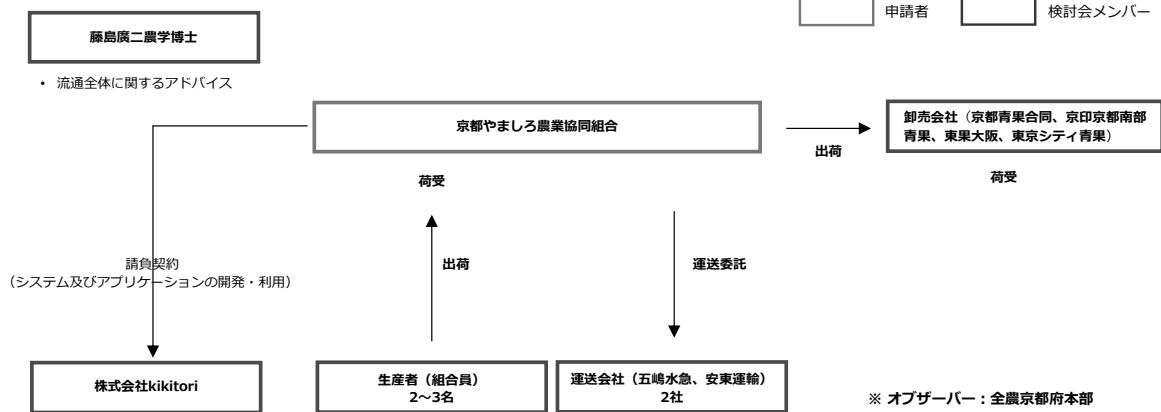 申請者
検討会メンバー
藤島廣二農学博士
• 流通全体に関するアドバイス
京都やましろ農業協同組合
出荷
卸売会社（京都青果合同、京印京都南部
青果、東果大阪、東京シティ青果）
荷受
荷受
請負契約
（システム及びアプリケーションの開発・利用）
出荷
運送委託
株式会社kikitori
生産者（組合員）
2～3名
運送会社（五嶋水急、安東運輸）
2社
※ オブザーバー：全農京都府本部